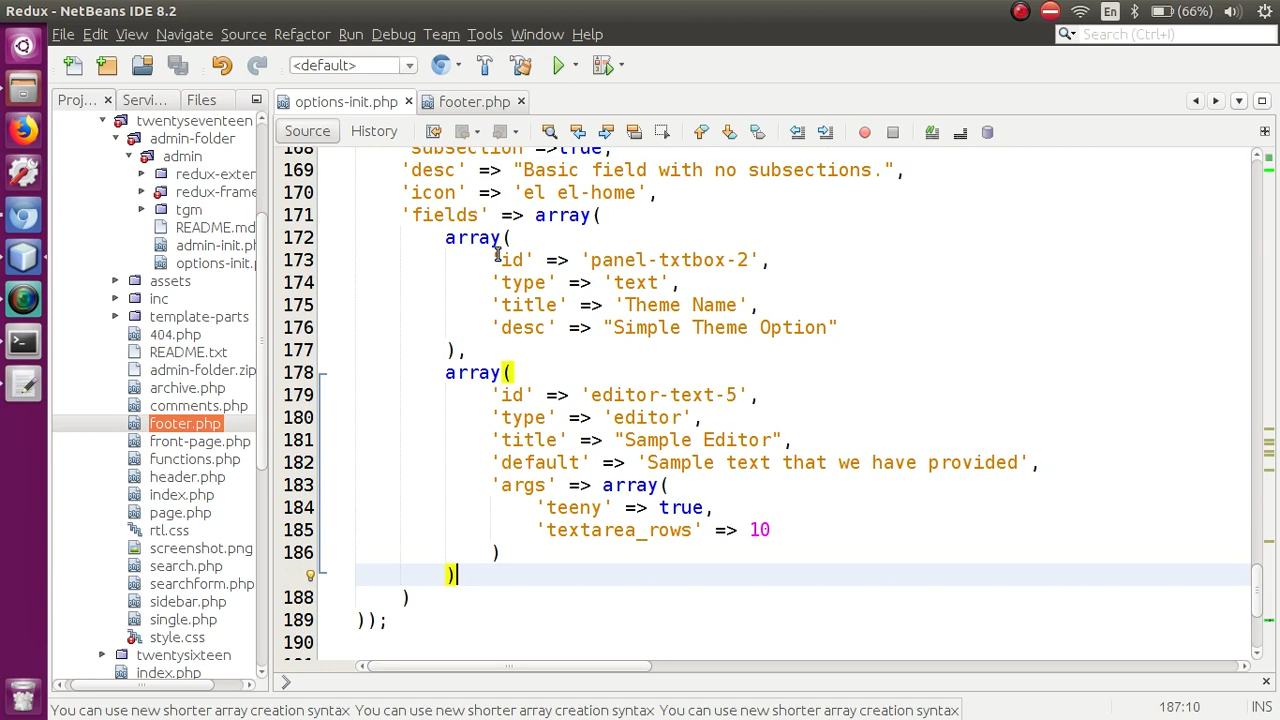 Redux - NetBeans IDE 8.2
En
(66%)
File Edit View Navigate Source Refactor Run Debug Team Tools Window Help
Search (Ctrl+I)
<default>
Proj...
Servi...
Files
options-init.php
footer.php
Source
History
twentyseventeen
admin-folder
admin
redux-exter
redux-frame
tgm
README.md
admin-init.ph
options-init.p
assets
inc
template-parts
404.php
README.txt
admin-folder.zip
archive.php
comments.php
footer.php
front-page.php
functions.php
header.php
index.php
page.php
rtl.css
screenshot.png
search.php
searchform.php
sidebar.php
single.php
style.css
twentysixteen
index.php
168 'subsection' =>true,
169 'desc' => "Basic field with no subsections.",
170 'icon' => 'el el-home',
171 'fields' => array(
172 array(
173 'id' => 'panel-txtbox-2',
174 'type' => 'text',
175 'title' => 'Theme Name',
176 'desc' => "Simple Theme Option"
177 ),
178 array(
179 'id' => 'editor-text-5',
180 'type' => 'editor',
181 'title' => "Sample Editor",
182 'default' => 'Sample text that we have provided',
183 'args' => array(
184 'teeny' => true,
185 'textarea_rows' => 10
186 )
)
188 )
189 ));
190
You can use new shorter array creation syntax You can use new shorter array creation syntax You can use new shorter array creation syntax
187:10
INS